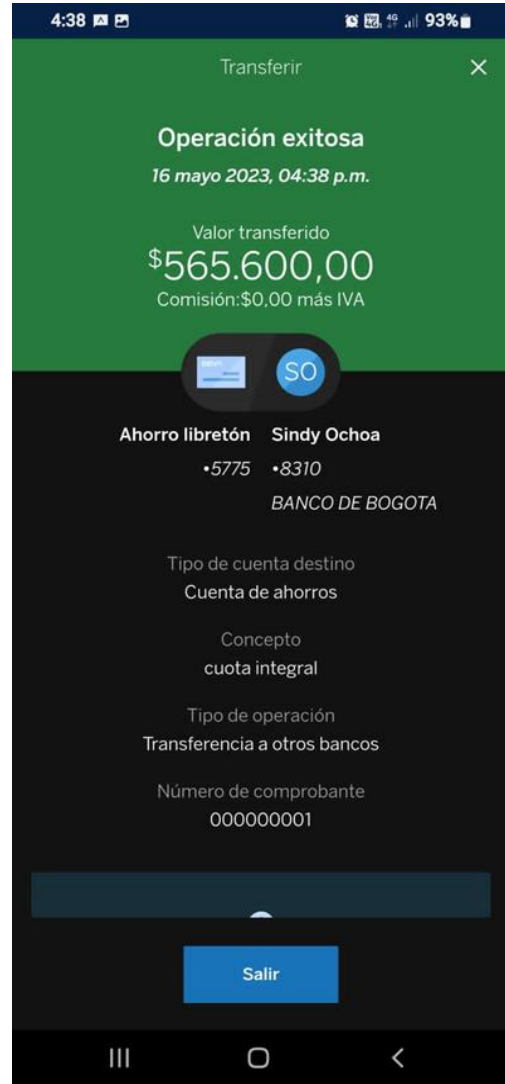 4:38
93%
Transferir
Operación exitosa
16 mayo 2023, 04:38 p.m.
Valor transferido
$565.600,00
Comisión:$0,00 más IVA
SO
Ahorro libretón Sindy Ochoa
•5775 •8310
BANCO DE BOGOTA
Tipo de cuenta destino
Cuenta de ahorros
Concepto
cuota integral
Tipo de operación
Transferencia a otros bancos
Número de comprobante
000000001
Salir